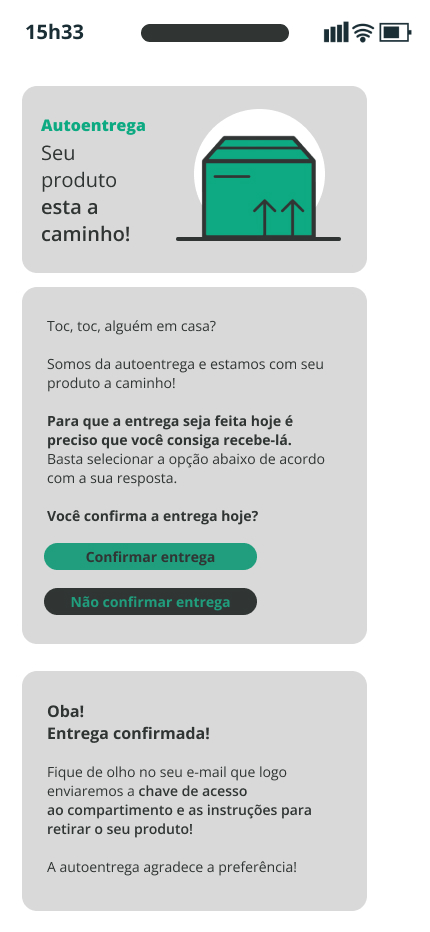 15h33
Autoentrega
Seu
produto
esta a
caminho!
Toc, toc, alguém em casa?
Somos da autoentrega e estamos com seu
produto a caminho!
Para que a entrega seja feita hoje é
preciso que você consiga recebe-lá.
Basta selecionar a opção abaixo de acordo
com a sua resposta.
Você confirma a entrega hoje?
Confirmar entrega
Não confirmar entrega
Oba!
Entrega confirmada!
Fique de olho no seu e-mail que logo
enviaremos a chave de acesso
ao compartimento e as instruções para
retirar o seu produto!
A autoentrega agradece a preferência!